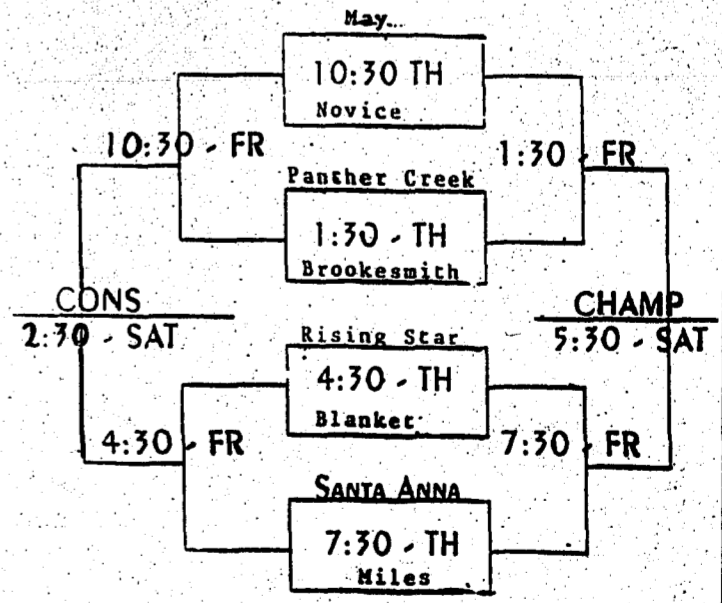 May
10:30 TH
Novice
10:30 - FR
1:30 - FR
Panther Creek
1:30 - TH
Brookesmith
CONS
2:30 - SAT
CHAMP
5:30 - SAT
Rising Star
4:30 - TH
Blanket
4:30 - FR
7:30 - FR
SANTA ANNA
7:30 - TH
Miles